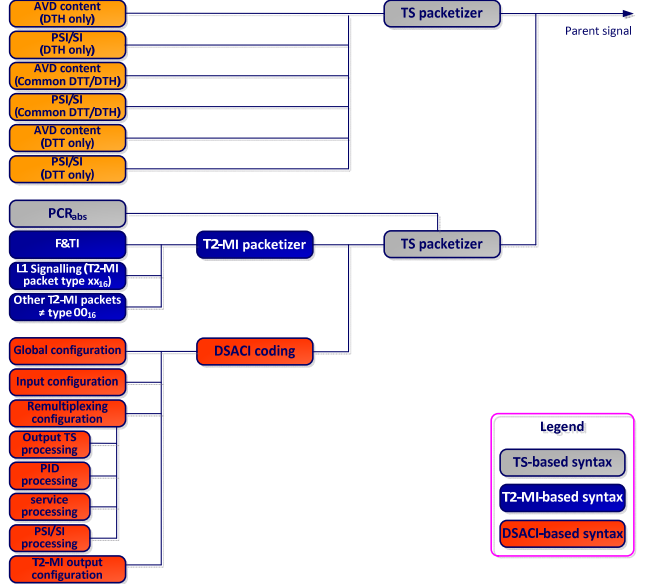 AVD content
(DTH only)
TS packetizer
Parent signal
PSI/SI
(DTH only)
AVD content
(Common DTT/DTH)
PSI/SI
(Common DTT/DTH)
AVD content
(DTT only)
PSI/SI
(DTT only)
PCRabs
F&TI
T2-MI packetizer
TS packetizer
L1 Signalling (T2-MI
packet type xx16)
Other T2-MI packets
≠ type 0016
Global configuration
DSACI coding
Input configuration
Remultiplexing
configuration
Output TS
processing
PID
processing
service
processing
PSI/SI
processing
T2-MI output
configuration
Legend
TS-based syntax
T2-MI-based syntax
DSACI-based syntax